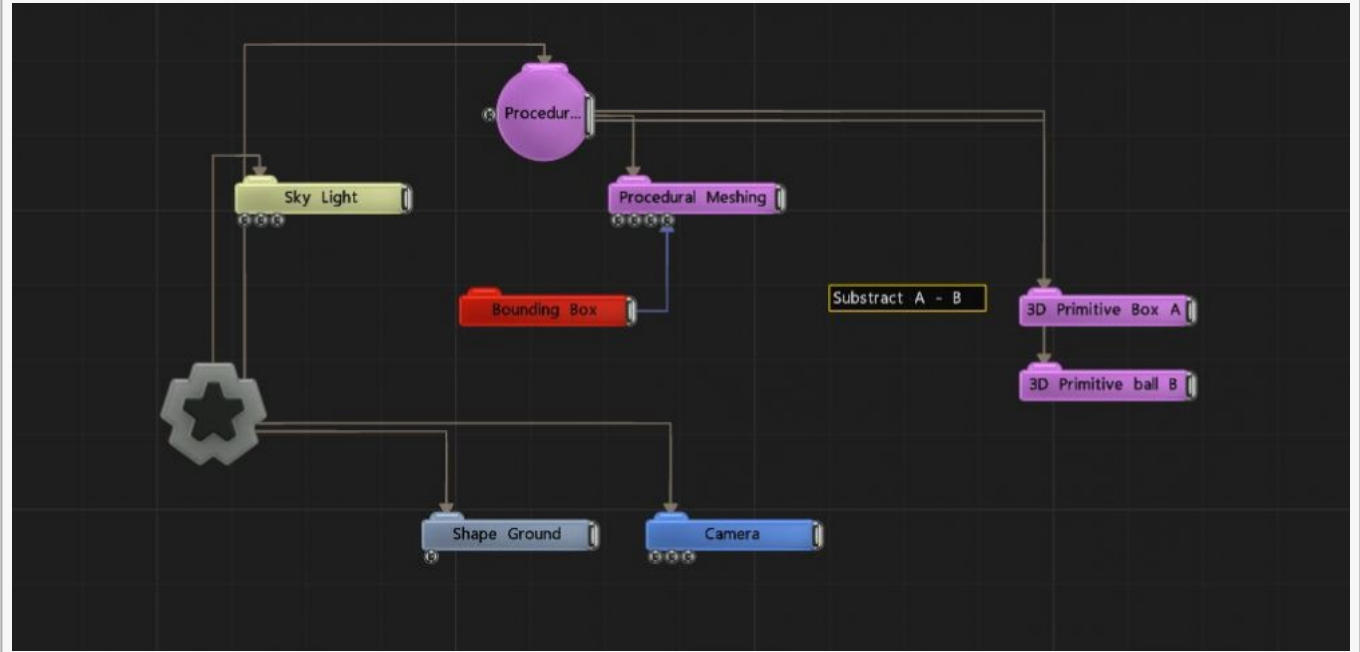 Procedur...
Sky Light
Procedural Meshing
Bounding Box
Substract A - B
3D Primitive Box A
3D Primitive ball B
Shape Ground
Camera